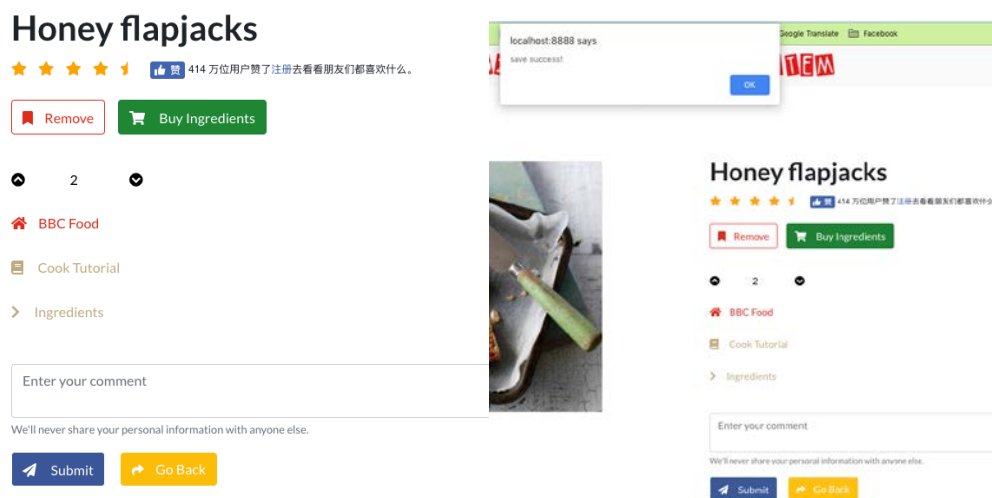 Honey flapjacks
赞 414 万位用户赞了注册去看看朋友们都喜欢什么。
Remove
Buy Ingredients
2
BBC Food
Cook Tutorial
Ingredients
Enter your comment
We'll never share your personal information with anyone else.
Submit
Go Back
localhost:8888 says
save success!
OK
Google Translate
Facebook
TEM
Honey flapjacks
赞 414 万位用户赞了注册去看看朋友们都喜欢什么
Remove
Buy Ingredients
2
BBC Food
Cook Tutorial
Ingredients
Enter your comment
We'll never share your personal information with anyone else.
Submit
Go Back